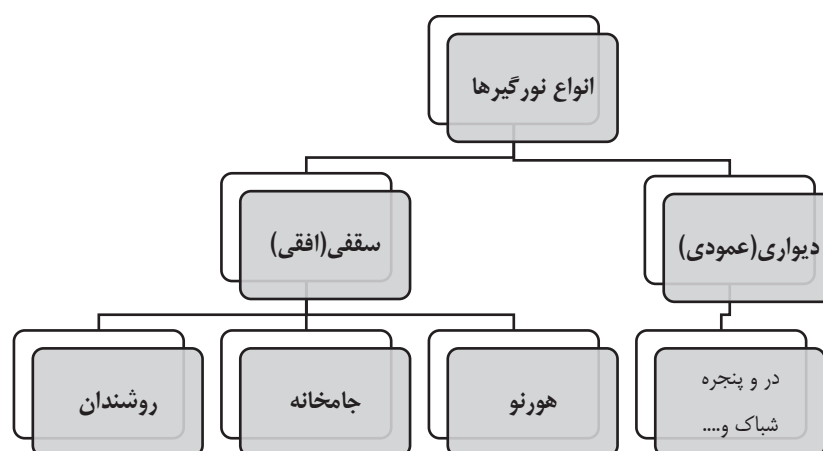 انواع نورگیرها
دیواری(عمودی)
سقفی(افقی)
در و پنجره
شباک و....
هورنو
جامخانه
روشندان